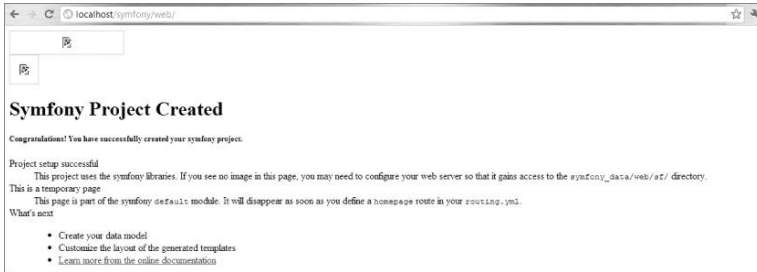 localhost/symfony/web/
Symfony Project Created
Congratulations! You have successfully created your symfony project.
Project setup successful
This project uses the symfony libraries. If you see no image in this page, you may need to configure your web server so that it gains access to the symfony_data/web/sf/ directory.
This is a temporary page
This page is part of the symfony default module. It will disappear as soon as you define a homepage route in your routing.yml.
What's next
Create your data model
Customize the layout of the generated templates
Learn more from the online documentation